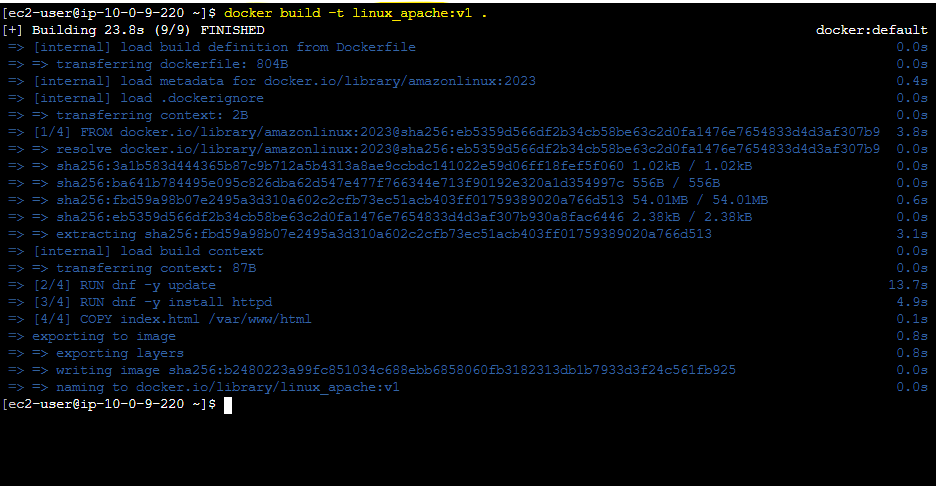 [ec2-user@ip-10-0-9-220 ~]$ docker build -t linux_apache:v1 .
[+] Building 23.8s (9/9) FINISHED docker:default
=> [internal] load build definition from Dockerfile 0.0s
=> => transferring dockerfile: 804B 0.0s
=> [internal] load metadata for docker.io/library/amazonlinux:2023 0.4s
=> [internal] load .dockerignore 0.0s
=> => transferring context: 2B 0.0s
=> [1/4] FROM docker.io/library/amazonlinux:2023@sha256:eb5359d566df2b34cb58be63c2d0fa1476e7654833d4d3af307b9 3.8s
=> => resolve docker.io/library/amazonlinux:2023@sha256:eb5359d566df2b34cb58be63c2d0fa1476e7654833d4d3af307b9 0.0s
=> => sha256:3a1b583d444365b87c9b712a5b4313a8ae9ccbdc141022e59d06ff18fef5f060 1.02kB / 1.02kB 0.0s
=> => sha256:ba641b784495e095c826dba62d547e477f766344e713f90192e320a1d354997c 556B / 556B 0.0s
=> => sha256:fbd59a98b07e2495a3d310a602c2cfb73ec51acb403ff01759389020a766d513 54.01MB / 54.01MB 0.6s
=> => sha256:eb5359d566df2b34cb58be63c2d0fa1476e7654833d4d3af307b930a8fac6446 2.38kB / 2.38kB 0.0s
=> => extracting sha256:fbd59a98b07e2495a3d310a602c2cfb73ec51acb403ff01759389020a766d513 3.1s
=> [internal] load build context 0.0s
=> => transferring context: 87B 0.0s
=> [2/4] RUN dnf -y update 13.7s
=> [3/4] RUN dnf -y install httpd 4.9s
=> [4/4] COPY index.html /var/www/html 0.1s
=> exporting to image 0.8s
=> => exporting layers 0.8s
=> => writing image sha256:b2480223a99fc851034c688ebb6858060fb3182313db1b7933d3f24c561fb925 0.0s
=> => naming to docker.io/library/linux_apache:v1 0.0s
[ec2-user@ip-10-0-9-220 ~]$